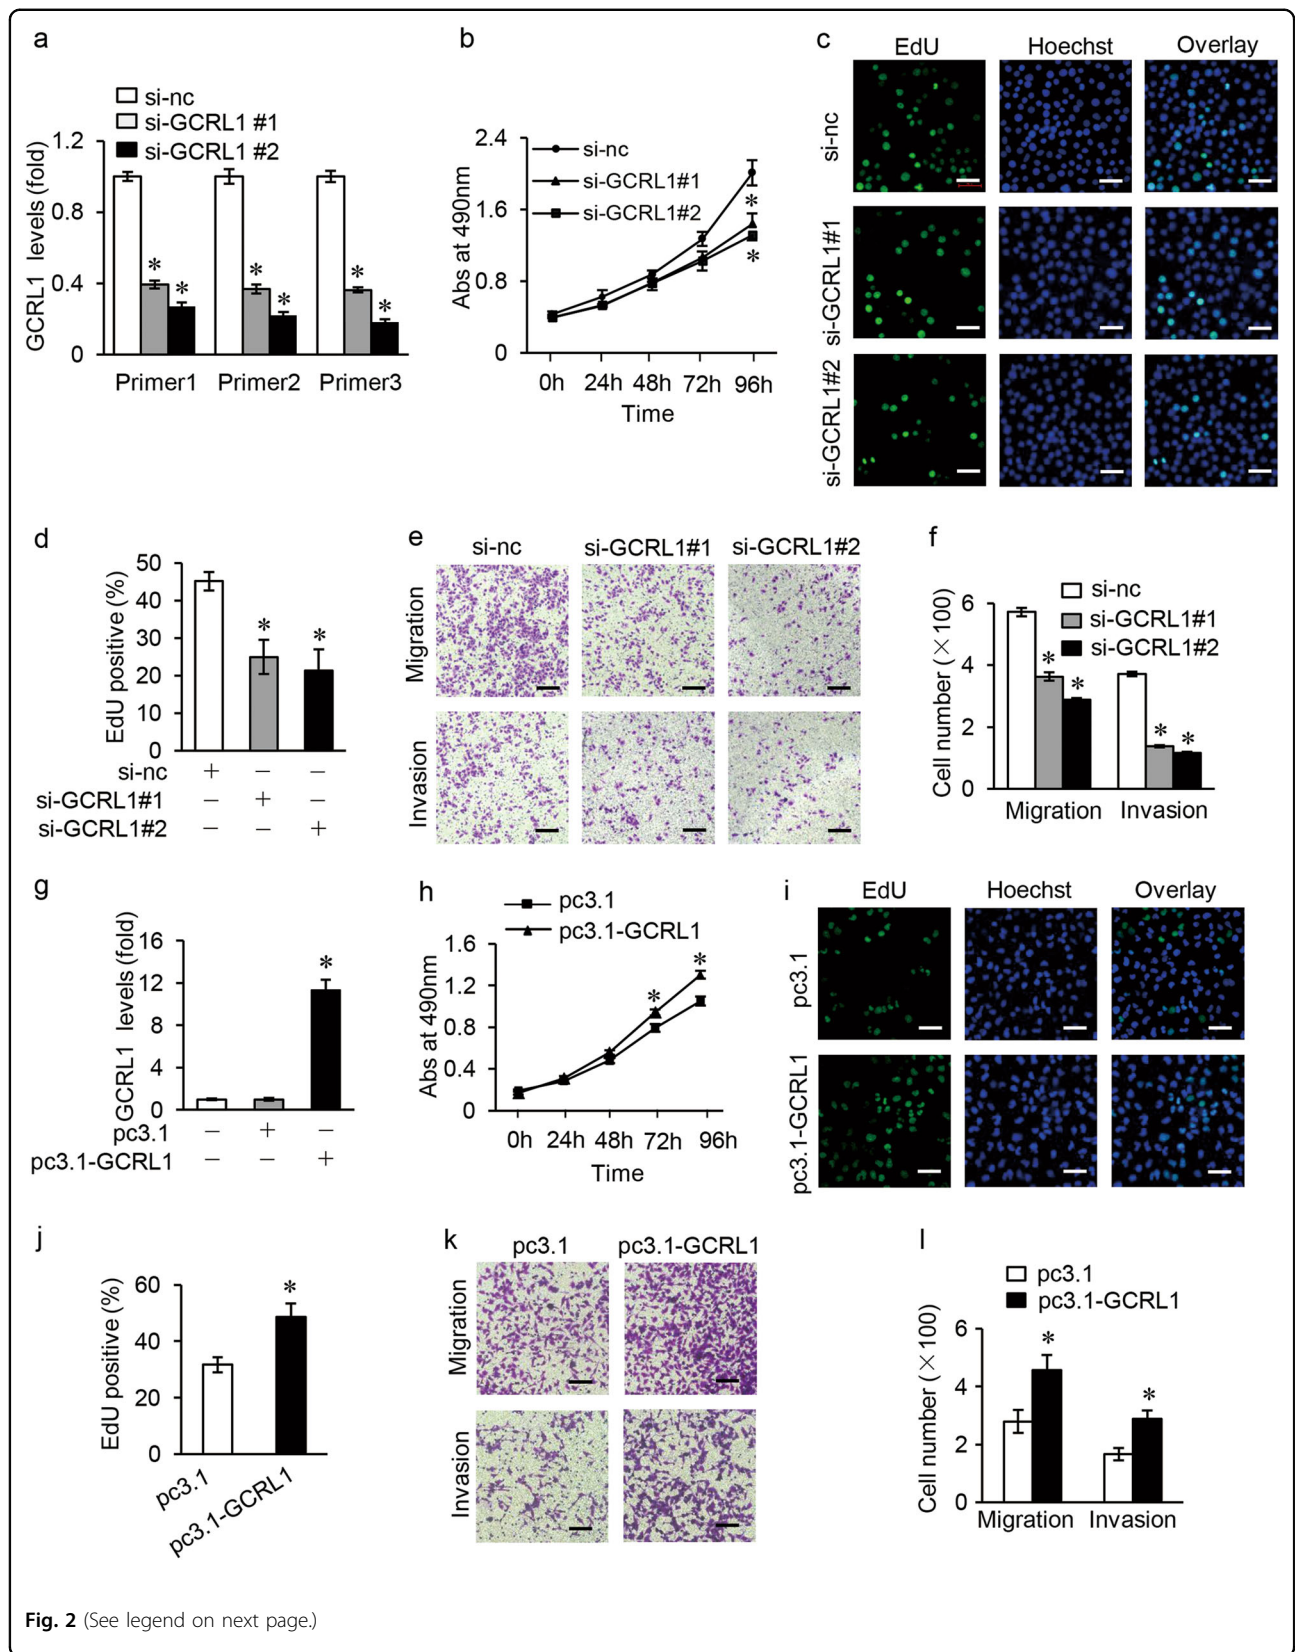 a
si-nc
si-GCRL1 #1
si-GCRL1 #2
GCRL1 levels (fold)
1.2
0.8
0.4
0
* * * * * *
Primer1 Primer2 Primer3
b
si-nc
si-GCRL1#1
si-GCRL1#2
Abs at 490nm
2.4
1.6
0.8
0
*
*
0h 24h 48h 72h 96h
Time
c
EdU Hoechst Overlay
si-nc
si-GCRL1#1
si-GCRL1#2
d
EdU positive (%)
50
40
30
20
10
0
* *
si-nc + − −
si-GCRL1#1 − + −
si-GCRL1#2 − − +
e
si-nc si-GCRL1#1 si-GCRL1#2
Migration
Invasion
f
si-nc
si-GCRL1#1
si-GCRL1#2
Cell number (×100)
6
4
2
0
* * * *
Migration Invasion
g
GCRL1 levels (fold)
16
12
8
4
0
*
pc3.1 − + −
pc3.1-GCRL1 − − +
h
pc3.1
pc3.1-GCRL1
Abs at 490nm
1.6
1.2
0.8
0.4
0
* *
0h 24h 48h 72h 96h
Time
i
EdU Hoechst Overlay
pc3.1
pc3.1-GCRL1
j
EdU positive (%)
60
40
20
0
*
pc3.1
pc3.1-GCRL1
k
pc3.1 pc3.1-GCRL1
Migration
Invasion
l
pc3.1
pc3.1-GCRL1
Cell number (×100)
6
4
2
0
* *
Migration Invasion
Fig. 2 (See legend on next page.)